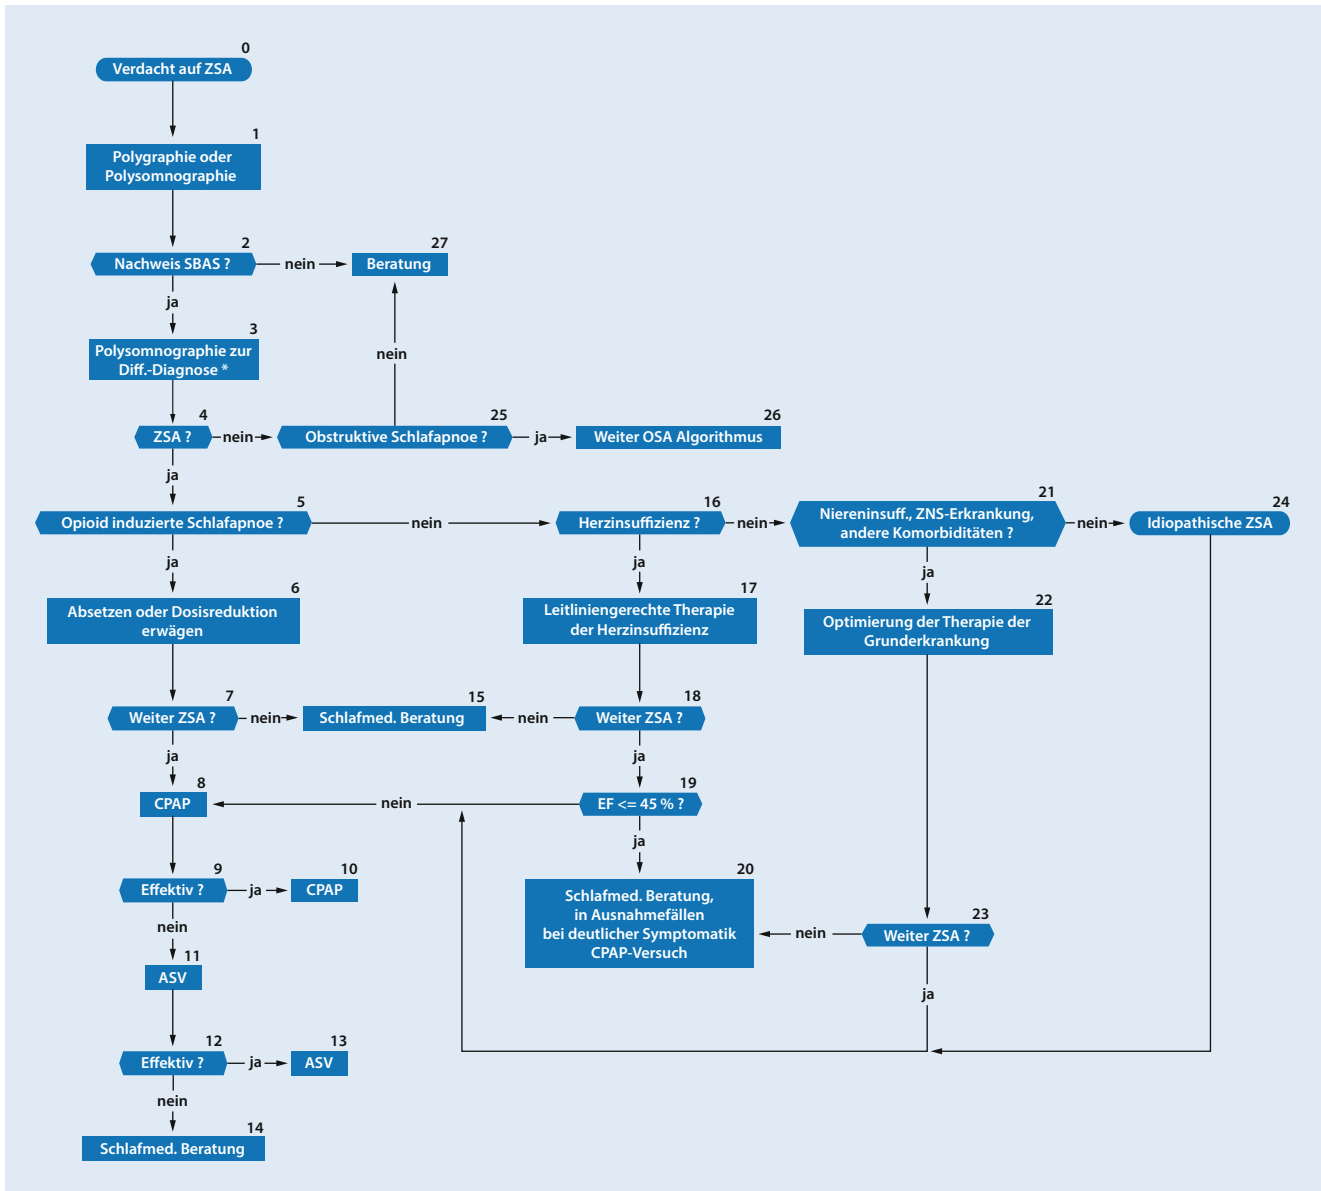 0
Verdacht auf ZSA
1
Polygraphie oder
Polysomnographie
2
Nachweis SBAS ?
nein
27
Beratung
ja
3
Polysomnographie zur
Diff.-Diagnose *
nein
4
ZSA ?
nein
25
Obstruktive Schlafapnoe ?
ja
26
Weiter OSA Algorithmus
ja
5
Opioid induzierte Schlafapnoe ?
nein
16
Herzinsuffizienz ?
nein
21
Niereninsuff., ZNS-Erkrankung,
andere Komorbiditäten ?
nein
24
Idiopathische ZSA
ja
ja
ja
6
Absetzen oder Dosisreduktion
erwägen
17
Leitliniengerechte Therapie
der Herzinsuffizienz
22
Optimierung der Therapie der
Grunderkrankung
7
Weiter ZSA ?
nein
15
Schlafmed. Beratung
nein
18
Weiter ZSA ?
ja
ja
8
CPAP
nein
19
EF <= 45 % ?
ja
9
Effektiv ?
ja
10
CPAP
20
Schlafmed. Beratung,
in Ausnahmefällen
bei deutlicher Symptomatik
CPAP-Versuch
nein
23
Weiter ZSA ?
nein
11
ASV
ja
12
Effektiv ?
ja
13
ASV
nein
14
Schlafmed. Beratung